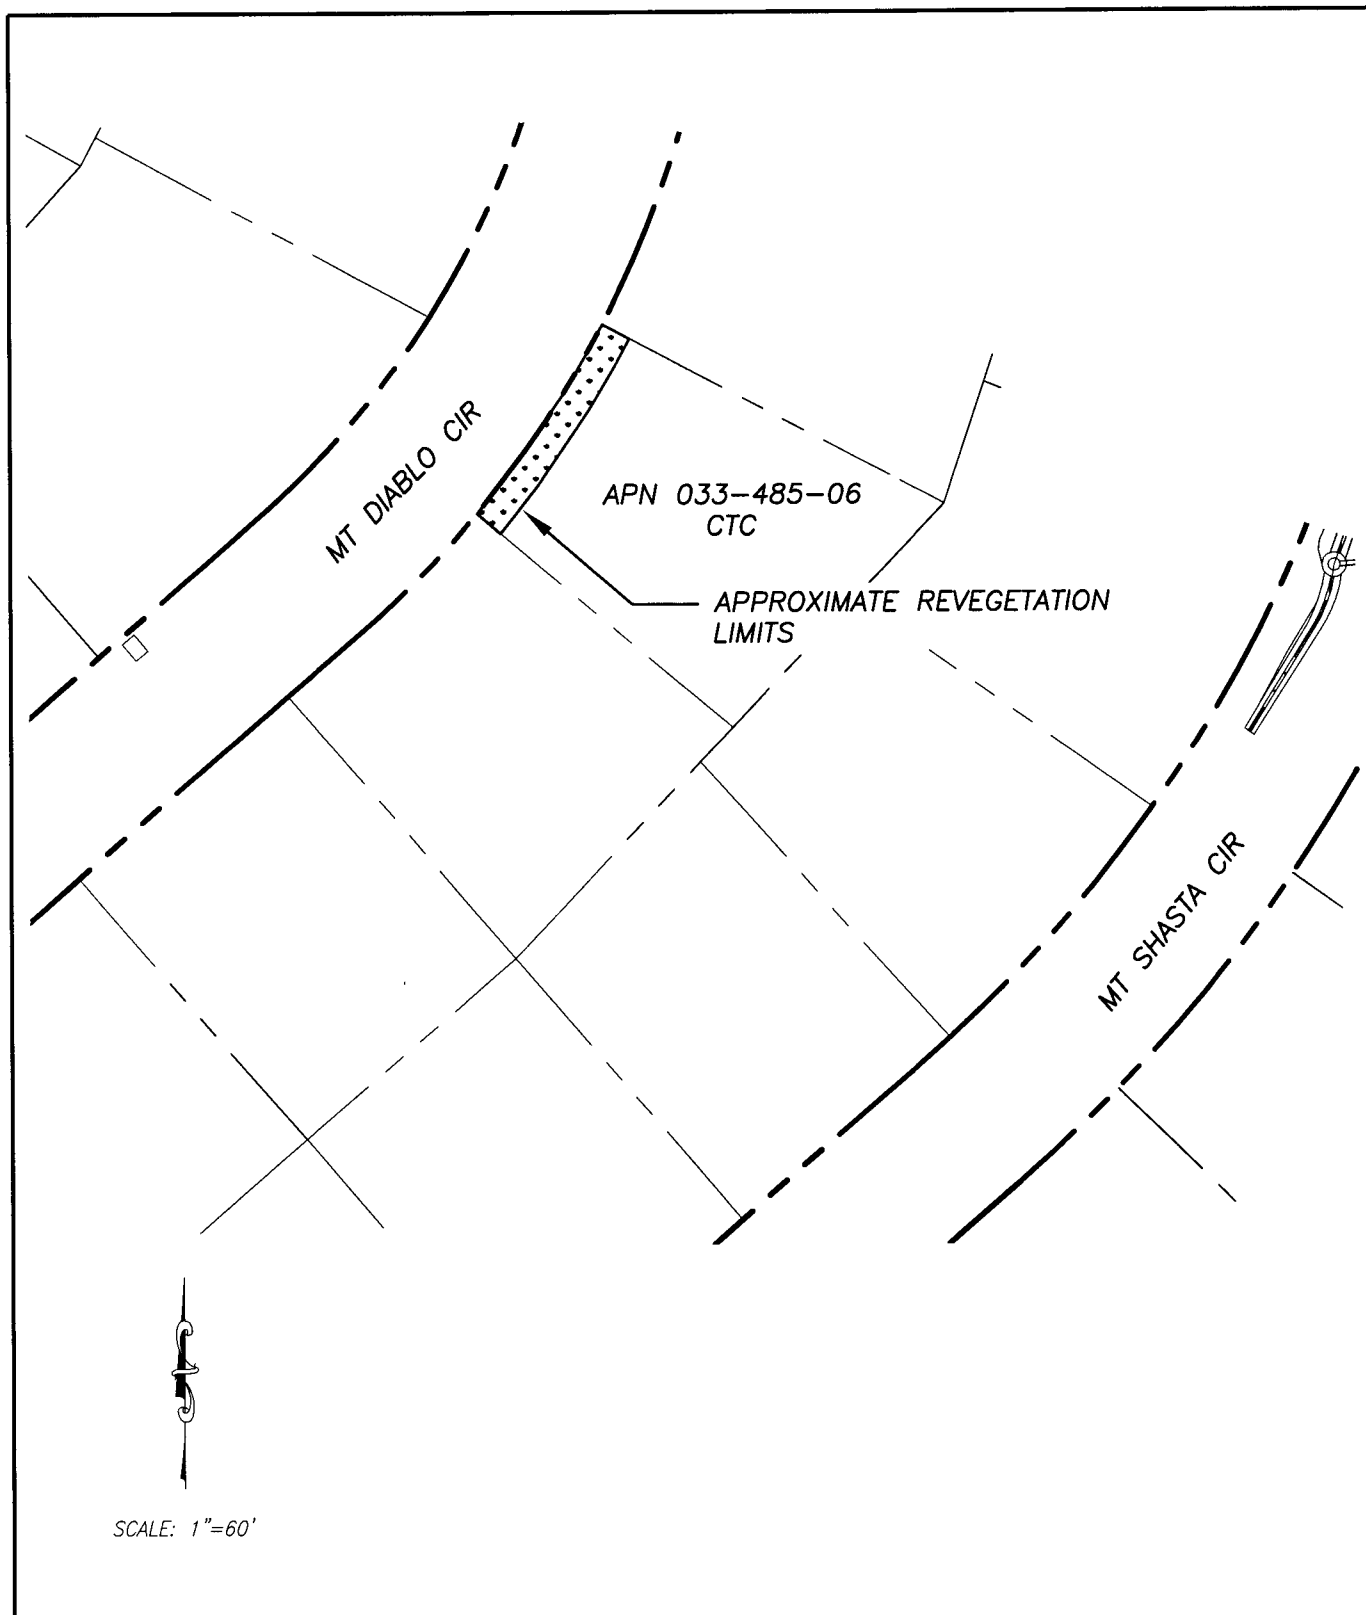 MT DIABLO CIR
APN 033-485-06
CTC
APPROXIMATE REVEGETATION
LIMITS
MT SHASTA CIR
SCALE: 1"=60'